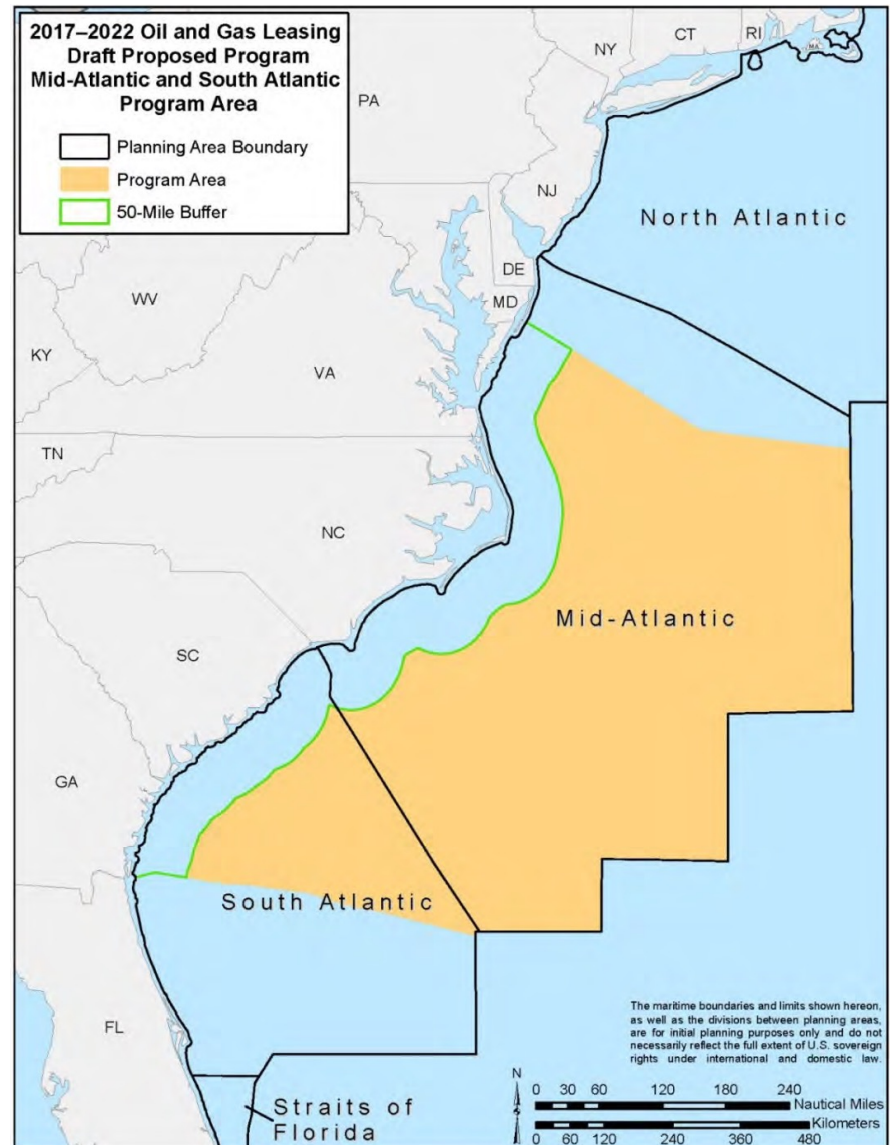 2017–2022 Oil and Gas Leasing
Draft Proposed Program
Mid-Atlantic and South Atlantic
Program Area
Planning Area Boundary
Program Area
50-Mile Buffer
NY
CT
RI
MA
PA
NJ
North Atlantic
DE
MD
WV
KY
VA
TN
NC
Mid-Atlantic
SC
GA
South Atlantic
FL
Straits of
Florida
The maritime boundaries and limits shown hereon,
as well as the divisions between planning areas,
are for initial planning purposes only and do not
necessarily reflect the full extent of U.S. sovereign
rights under international and domestic law.
N
S
0 30 60 120 180 240
Nautical Miles
Kilometers
0 60 120 240 360 480